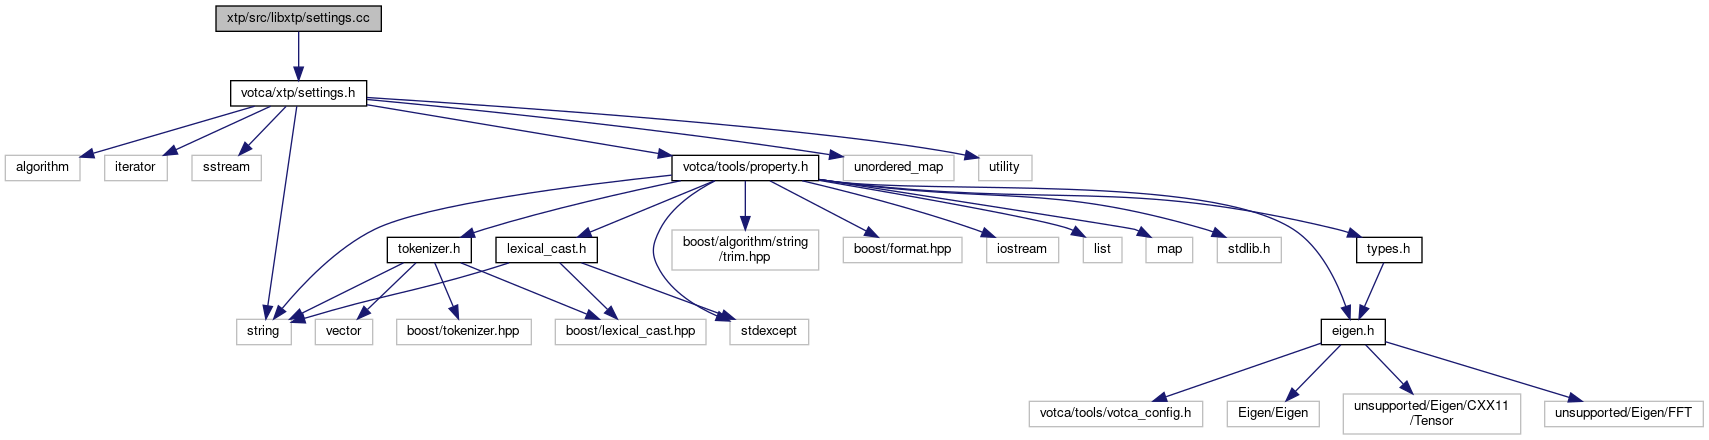 xtp/src/libxtp/settings.cc
votca/xtp/settings.h
algorithm
iterator
sstream
votca/tools/property.h
unordered_map
utility
tokenizer.h
lexical_cast.h
boost/algorithm/string
/trim.hpp
boost/format.hpp
iostream
list
map
stdlib.h
types.h
string
vector
boost/tokenizer.hpp
boost/lexical_cast.hpp
stdexcept
eigen.h
votca/tools/votca_config.h
Eigen/Eigen
unsupported/Eigen/CXX11
/Tensor
unsupported/Eigen/FFT